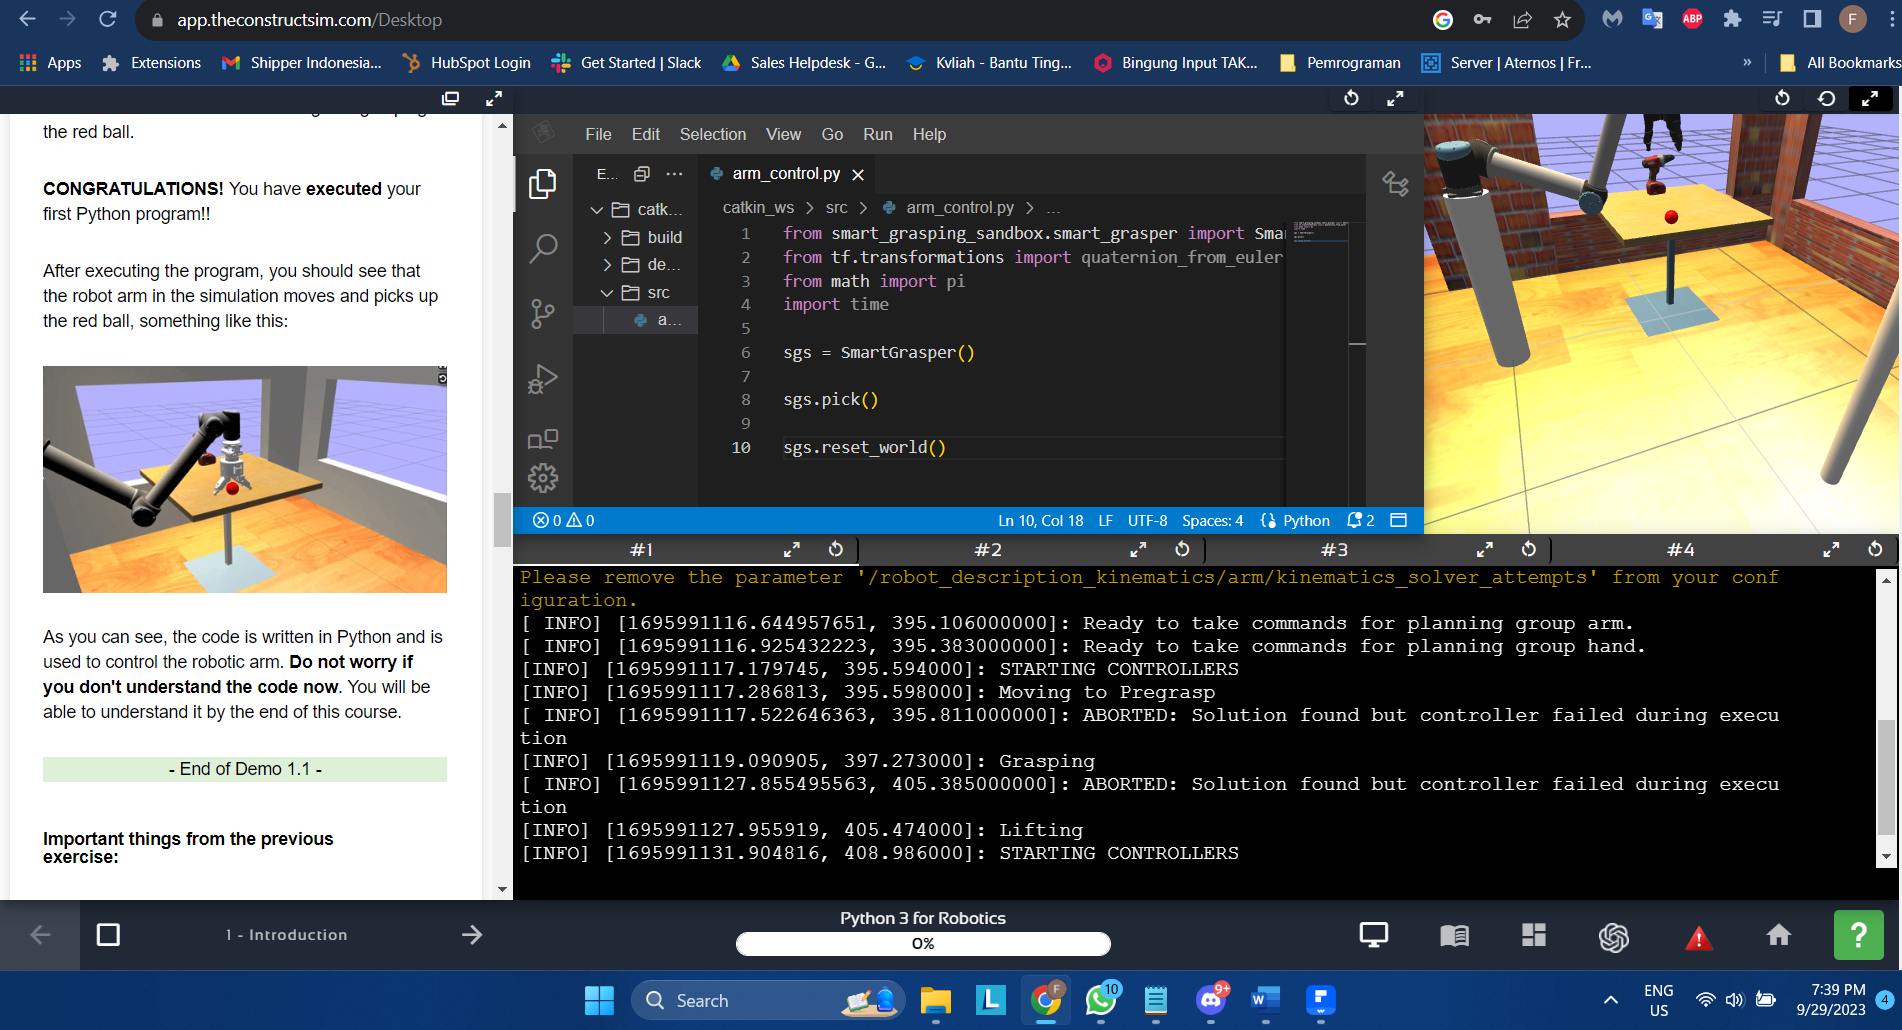 app.theconstructsim.com/Desktop
F
Apps
Extensions
Shipper Indonesia...
HubSpot Login
Get Started | Slack
Sales Helpdesk - G...
Kvliah - Bantu Ting...
Bingung Input TAK...
Pemrograman
Server | Aternos | Fr...
»
All Bookmarks
ABP
the red ball.
CONGRATULATIONS! You have executed your
first Python program!!
After executing the program, you should see that
the robot arm in the simulation moves and picks up
the red ball, something like this:
As you can see, the code is written in Python and is
used to control the robotic arm. Do not worry if
you don't understand the code now. You will be
able to understand it by the end of this course.
- End of Demo 1.1 -
Important things from the previous
exercise:
File Edit Selection View Go Run Help
E...
catk...
build
de...
src
a...
arm_control.py
catkin_ws > src > arm_control.py > ...
1 from smart_grasping_sandbox.smart_grasper import Smar
2 from tf.transformations import quaternion_from_euler
3 from math import pi
4 import time
5
6 sgs = SmartGrasper()
7
8 sgs.pick()
9
10 sgs.reset_world()
0 0
Ln 10, Col 18 LF UTF-8 Spaces: 4 Python 2
#1 #2 #3 #4
Please remove the parameter '/robot_description_kinematics/arm/kinematics_solver_attempts' from your conf
iguration.
[ INFO] [1695991116.644957651, 395.106000000]: Ready to take commands for planning group arm.
[ INFO] [1695991116.925432223, 395.383000000]: Ready to take commands for planning group hand.
[INFO] [1695991117.179745, 395.594000]: STARTING CONTROLLERS
[INFO] [1695991117.286813, 395.598000]: Moving to Pregrasp
[ INFO] [1695991117.522646363, 395.811000000]: ABORTED: Solution found but controller failed during execu
tion
[INFO] [1695991119.090905, 397.273000]: Grasping
[ INFO] [1695991127.855495563, 405.385000000]: ABORTED: Solution found but controller failed during execu
tion
[INFO] [1695991127.955919, 405.474000]: Lifting
[INFO] [1695991131.904816, 408.986000]: STARTING CONTROLLERS
1 - Introduction
Python 3 for Robotics
0%
?
Search
L
F
10
9+
W
ENG
US
7:39 PM
9/29/2023
4